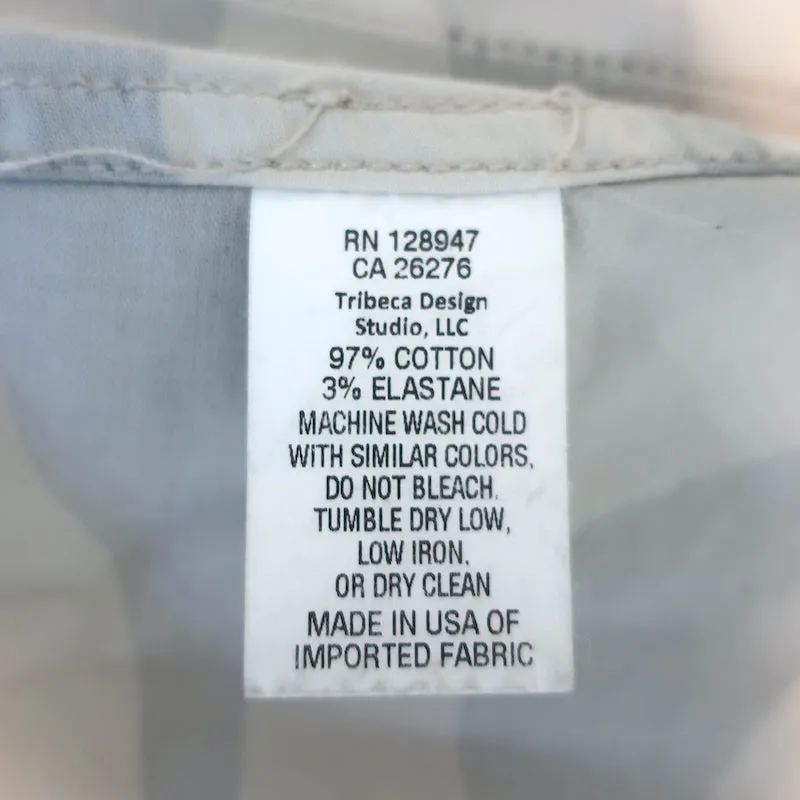 RN 128947
CA 26276
Tribeca Design
Studio, LLC
97% COTTON
3% ELASTANE
MACHINE WASH COLD
WITH SIMILAR COLORS,
DO NOT BLEACH.
TUMBLE DRY LOW,
LOW IRON.
OR DRY CLEAN
MADE IN USA OF
IMPORTED FABRIC